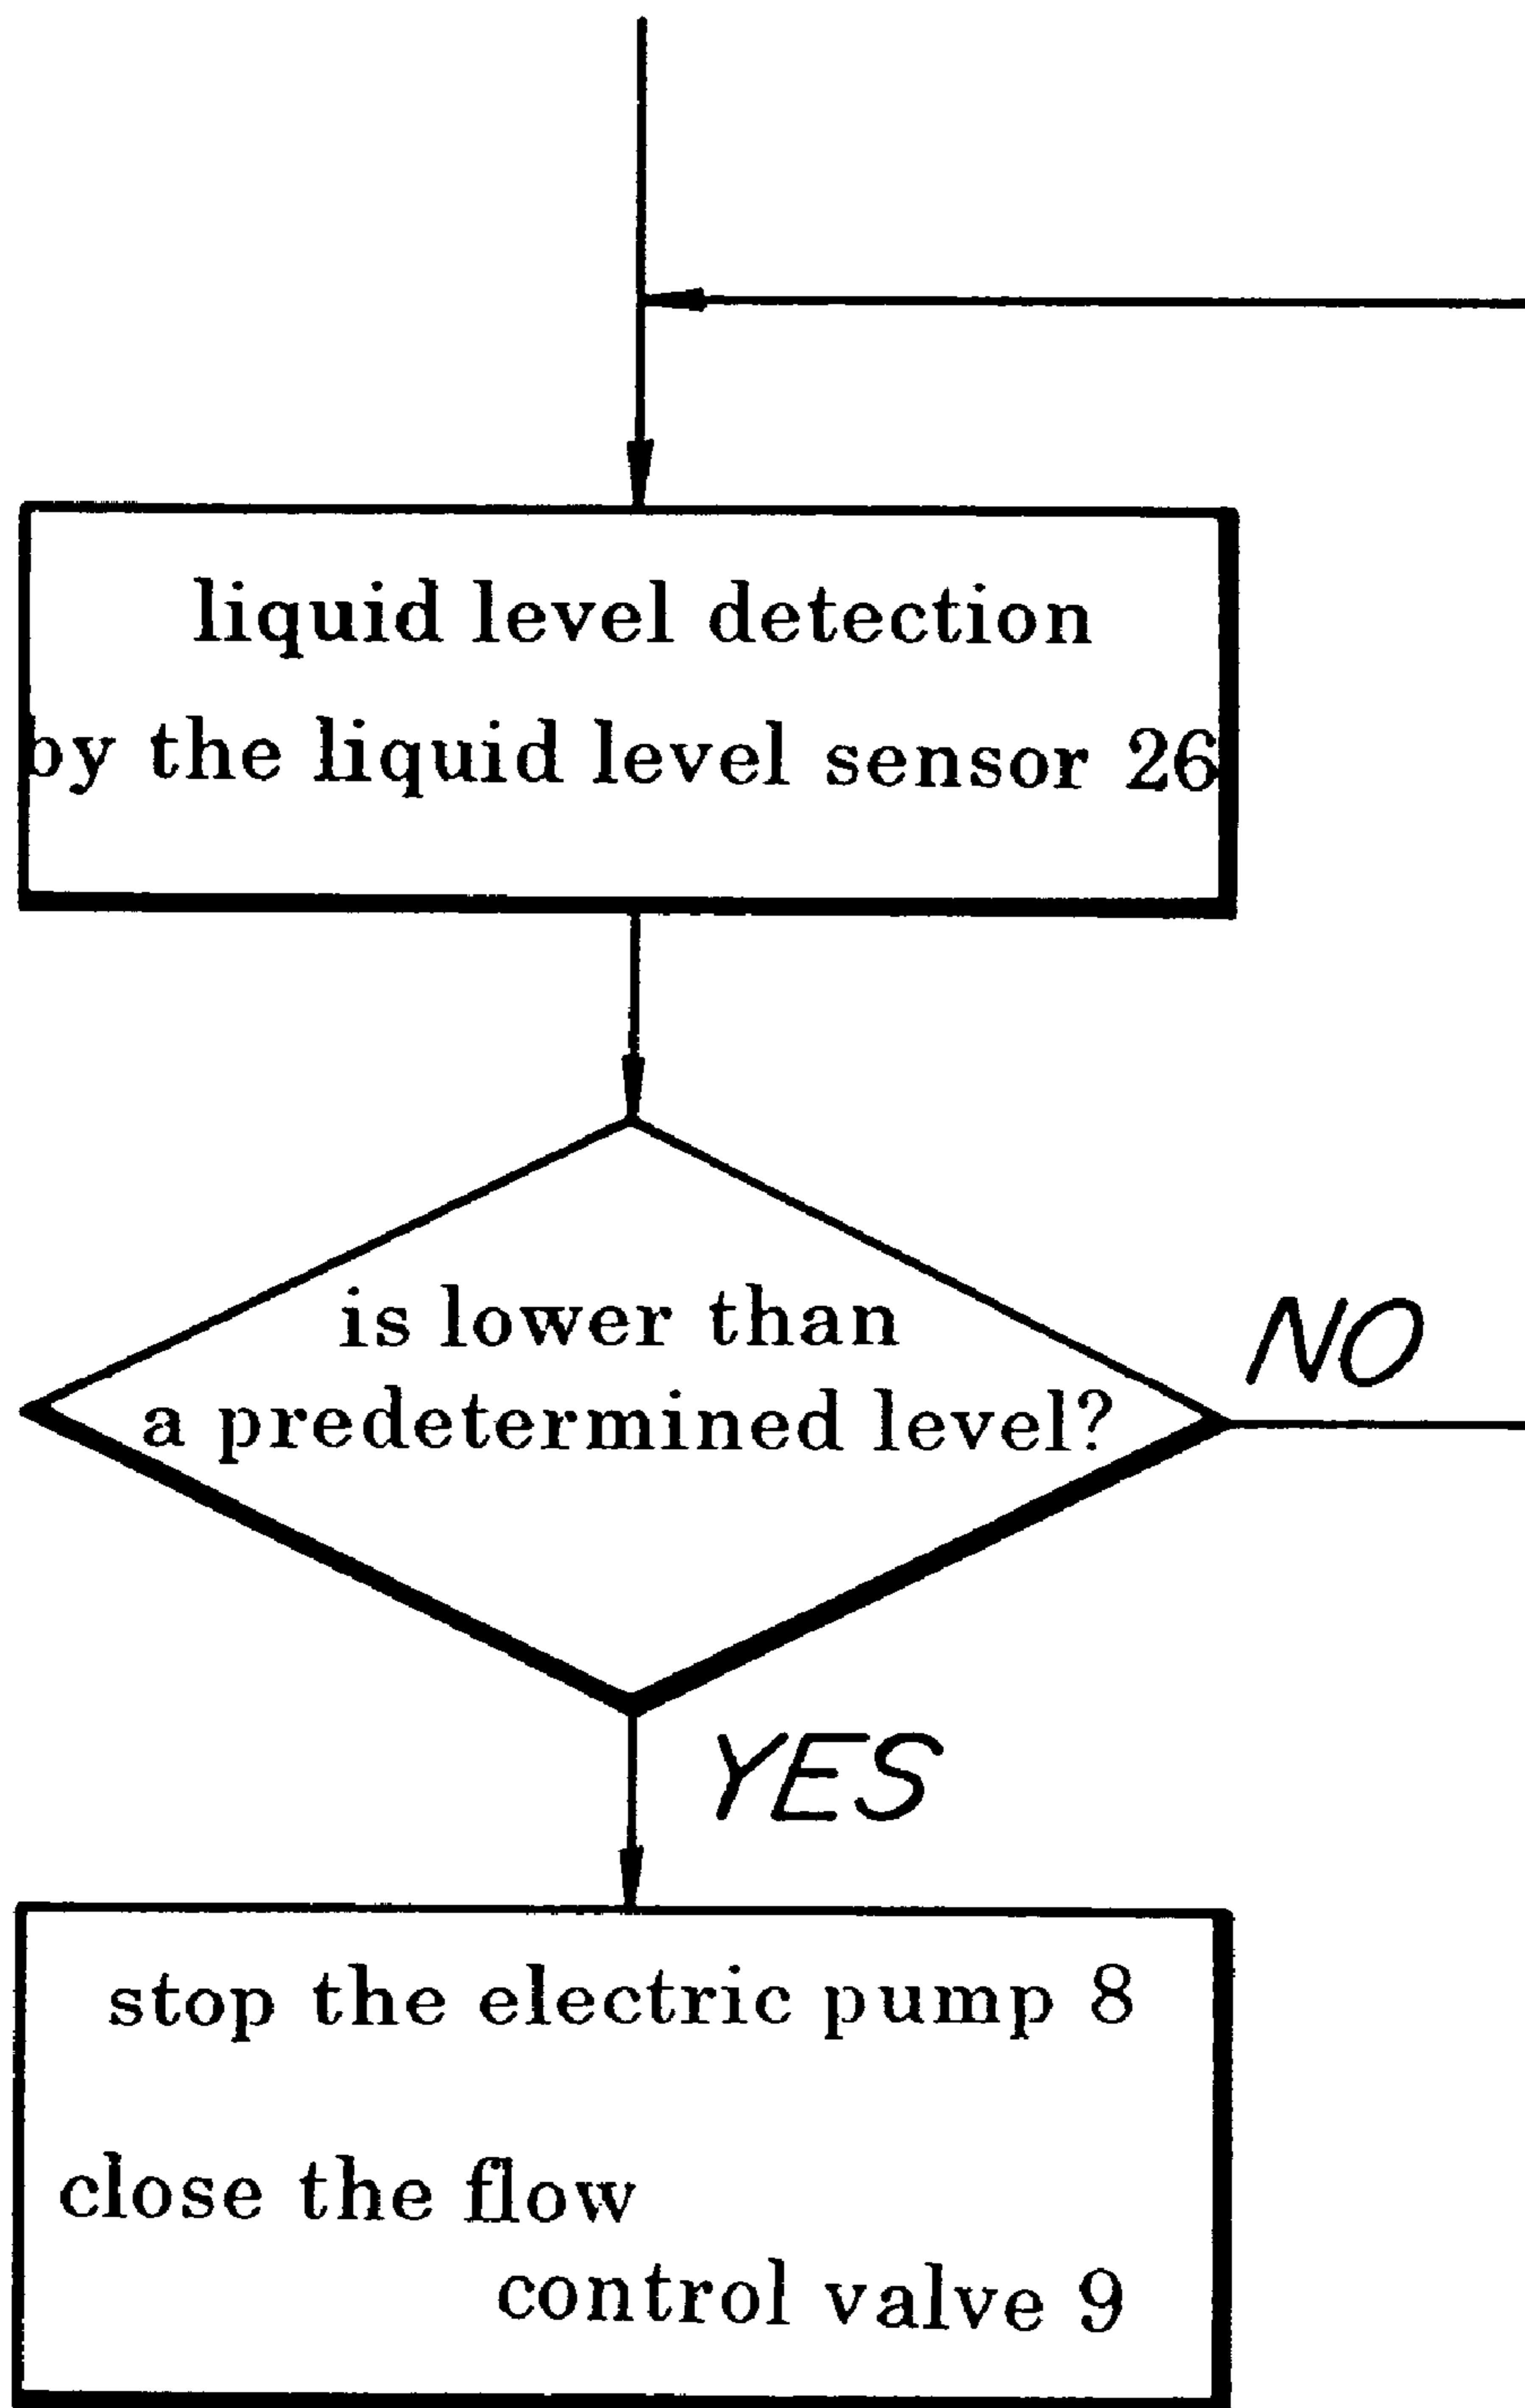 liquid level detection
by the liquid level sensor 26
is lower than
a predetermined level?
NO
YES
stop the electric pump 8
close the flow
control valve 9